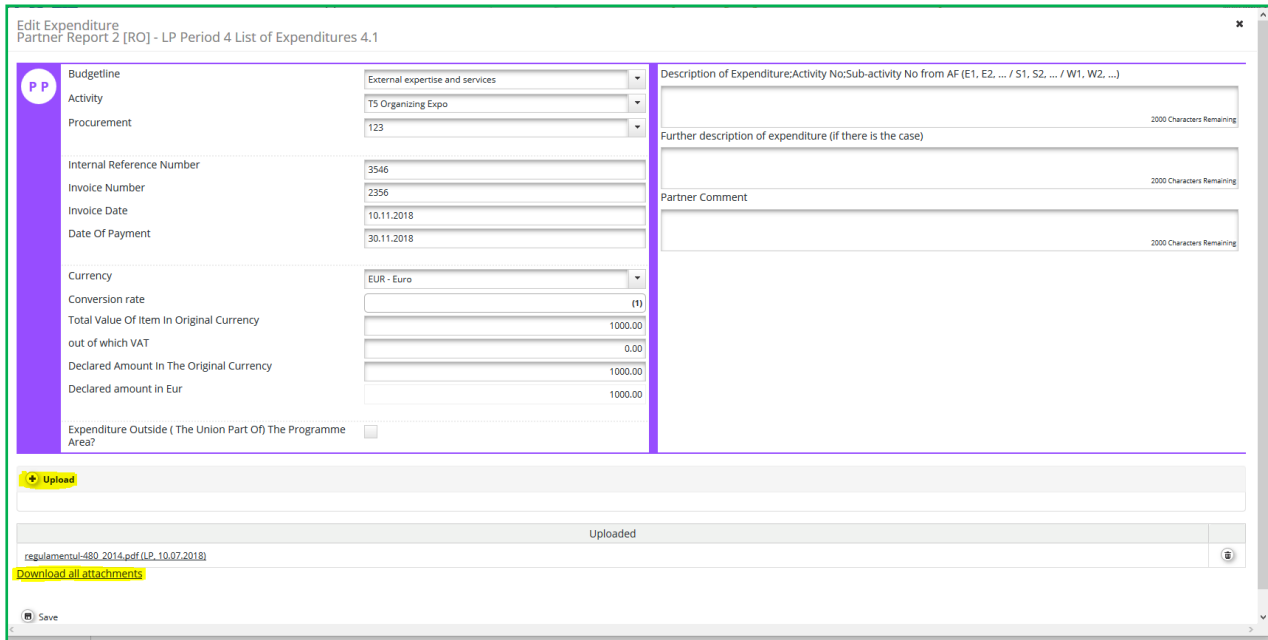 Edit Expenditure
Partner Report 2 [RO] - LP Period 4 List of Expenditures 4.1
P P
Budgetline
External expertise and services
Activity
T5 Organizing Expo
Procurement
123
Internal Reference Number
3546
Invoice Number
2356
Invoice Date
10.11.2018
Date Of Payment
30.11.2018
Currency
EUR - Euro
Conversion rate
(1)
Total Value Of Item In Original Currency
1000.00
out of which VAT
0.00
Declared Amount In The Original Currency
1000.00
Declared amount in Eur
1000.00
Expenditure Outside ( The Union Part Of) The Programme
Area?
Description of Expenditure;Activity No;Sub-activity No from AF (E1, E2, ... / S1, S2, ... / W1, W2, ...)
2000 Characters Remaining
Further description of expenditure (if there is the case)
2000 Characters Remaining
Partner Comment
2000 Characters Remaining
Upload
Uploaded
regulamentul-480_2014.pdf (LP, 10.07.2018)
Download all attachments
Save